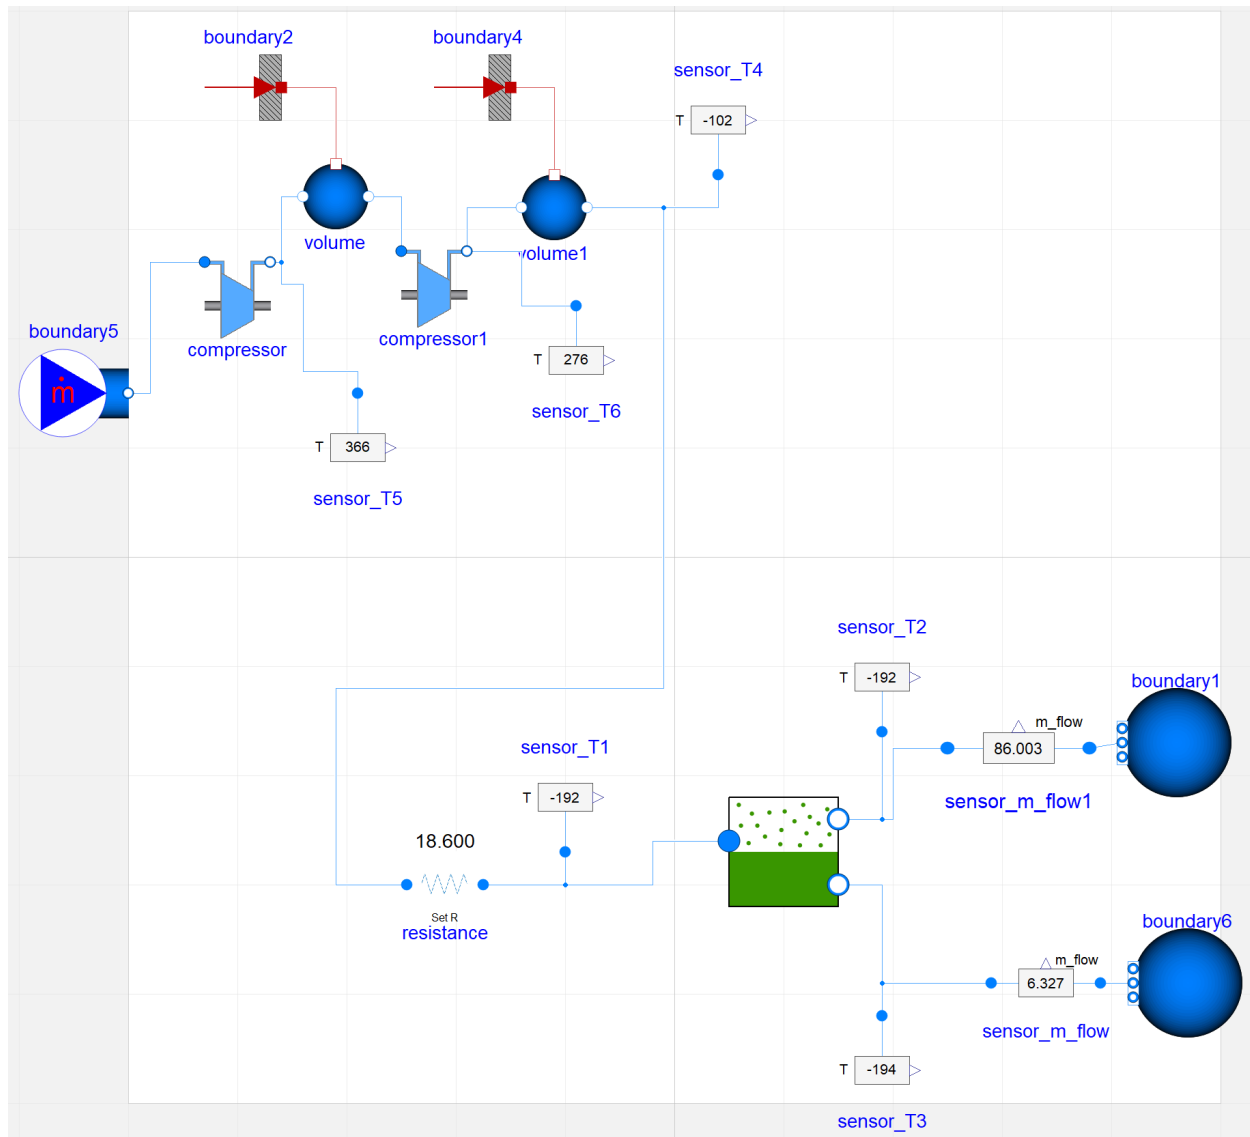 boundary2
boundary4
sensor_T4
T
-102
volume
volume1
boundary5
ṁ
compressor
compressor1
T
276
sensor_T6
T
366
sensor_T5
sensor_T2
T
-192
boundary1
m_flow
86.003
sensor_m_flow1
sensor_T1
T
-192
18.600
Set R
resistance
boundary6
m_flow
6.327
sensor_m_flow
T
-194
sensor_T3